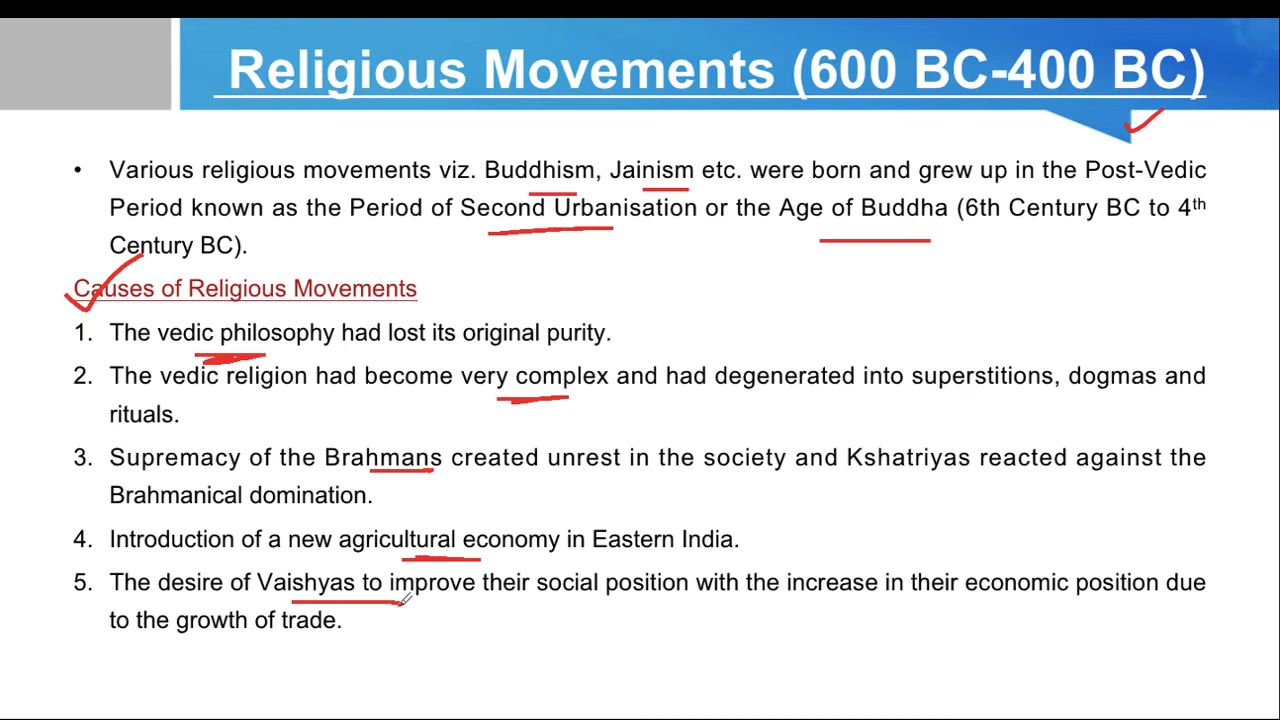 Religious Movements (600 BC-400 BC)
• Various religious movements viz. Buddhism, Jainism etc. were born and grew up in the Post-Vedic
Period known as the Period of Second Urbanisation or the Age of Buddha (6th Century BC to 4th
Century BC).
Causes of Religious Movements
1. The vedic philosophy had lost its original purity.
2. The vedic religion had become very complex and had degenerated into superstitions, dogmas and
rituals.
3. Supremacy of the Brahmans created unrest in the society and Kshatriyas reacted against the
Brahmanical domination.
4. Introduction of a new agricultural economy in Eastern India.
5. The desire of Vaishyas to improve their social position with the increase in their economic position due
to the growth of trade.